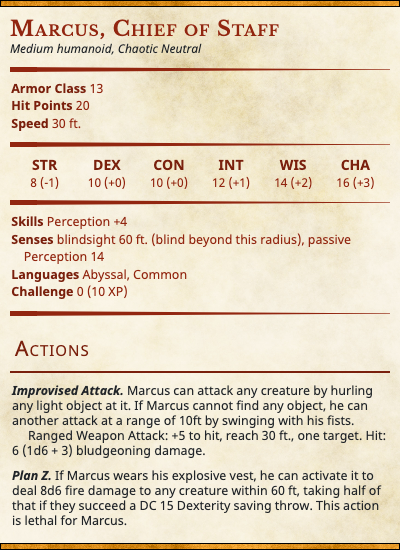 Marcus, Chief of Staff
Medium humanoid, Chaotic Neutral
Armor Class 13
Hit Points 20
Speed 30 ft.
STR DEX CON INT WIS CHA
8 (-1) 10 (+0) 10 (+0) 12 (+1) 14 (+2) 16 (+3)
Skills Perception +4
Senses blindsight 60 ft. (blind beyond this radius), passive
Perception 14
Languages Abyssal, Common
Challenge 0 (10 XP)
Actions
Improvised Attack. Marcus can attack any creature by hurling
any light object at it. If Marcus cannot find any object, he can
another attack at a range of 10ft by swinging with his fists.
Ranged Weapon Attack: +5 to hit, reach 30 ft., one target. Hit:
6 (1d6 + 3) bludgeoning damage.
Plan Z. If Marcus wears his explosive vest, he can activate it to
deal 8d6 fire damage to any creature within 60 ft, taking half of
that if they succeed a DC 15 Dexterity saving throw. This action
is lethal for Marcus.